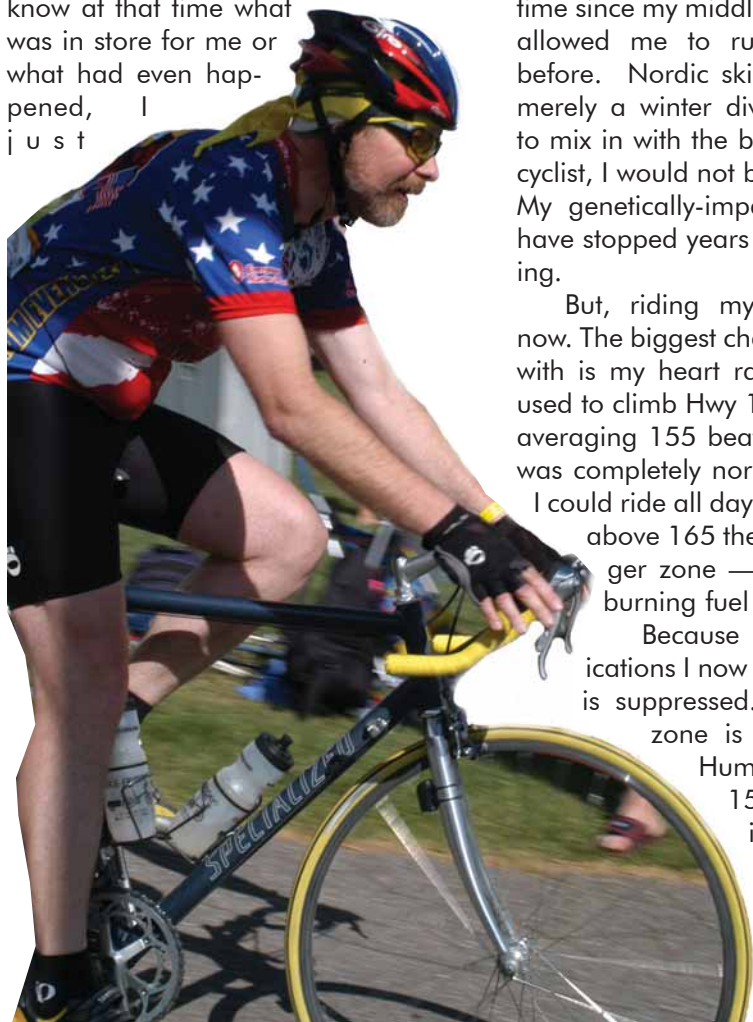 know at that time what
was in store for me or
what had even hap-
pened, I
just
Giro
SPECIALIZED
time since my middl
allowed me to ru
before. Nordic ski
merely a winter div
to mix in with the b
cyclist, I would not b
My genetically-impa
have stopped years
ing.
But, riding my
now. The biggest cha
with is my heart ra
used to climb Hwy 1
averaging 155 beat
was completely nor
I could ride all day
above 165 the
ger zone —
burning fuel
Because
ications I now
is suppressed.
zone is
Hum
15
i